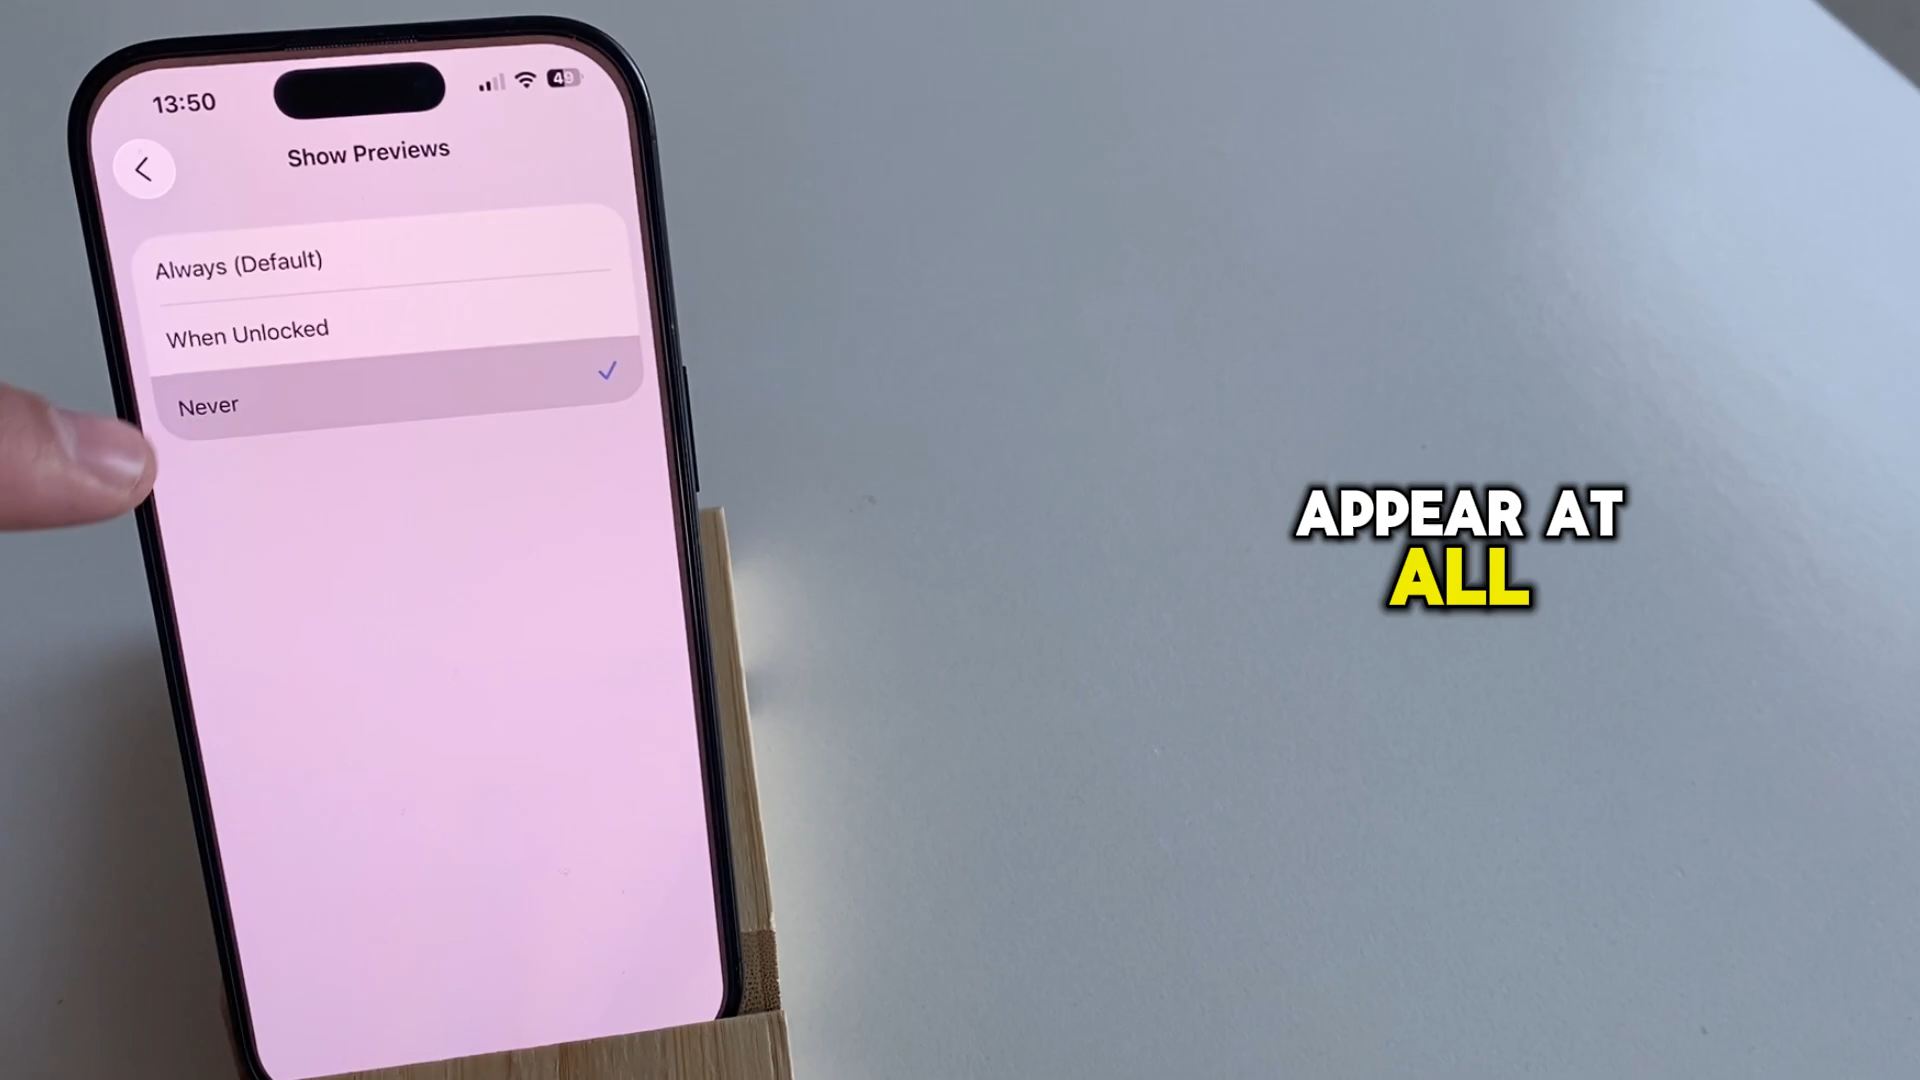 13:50
49
Show Previews
Always (Default)
When Unlocked
Never
APPEAR AT
ALL